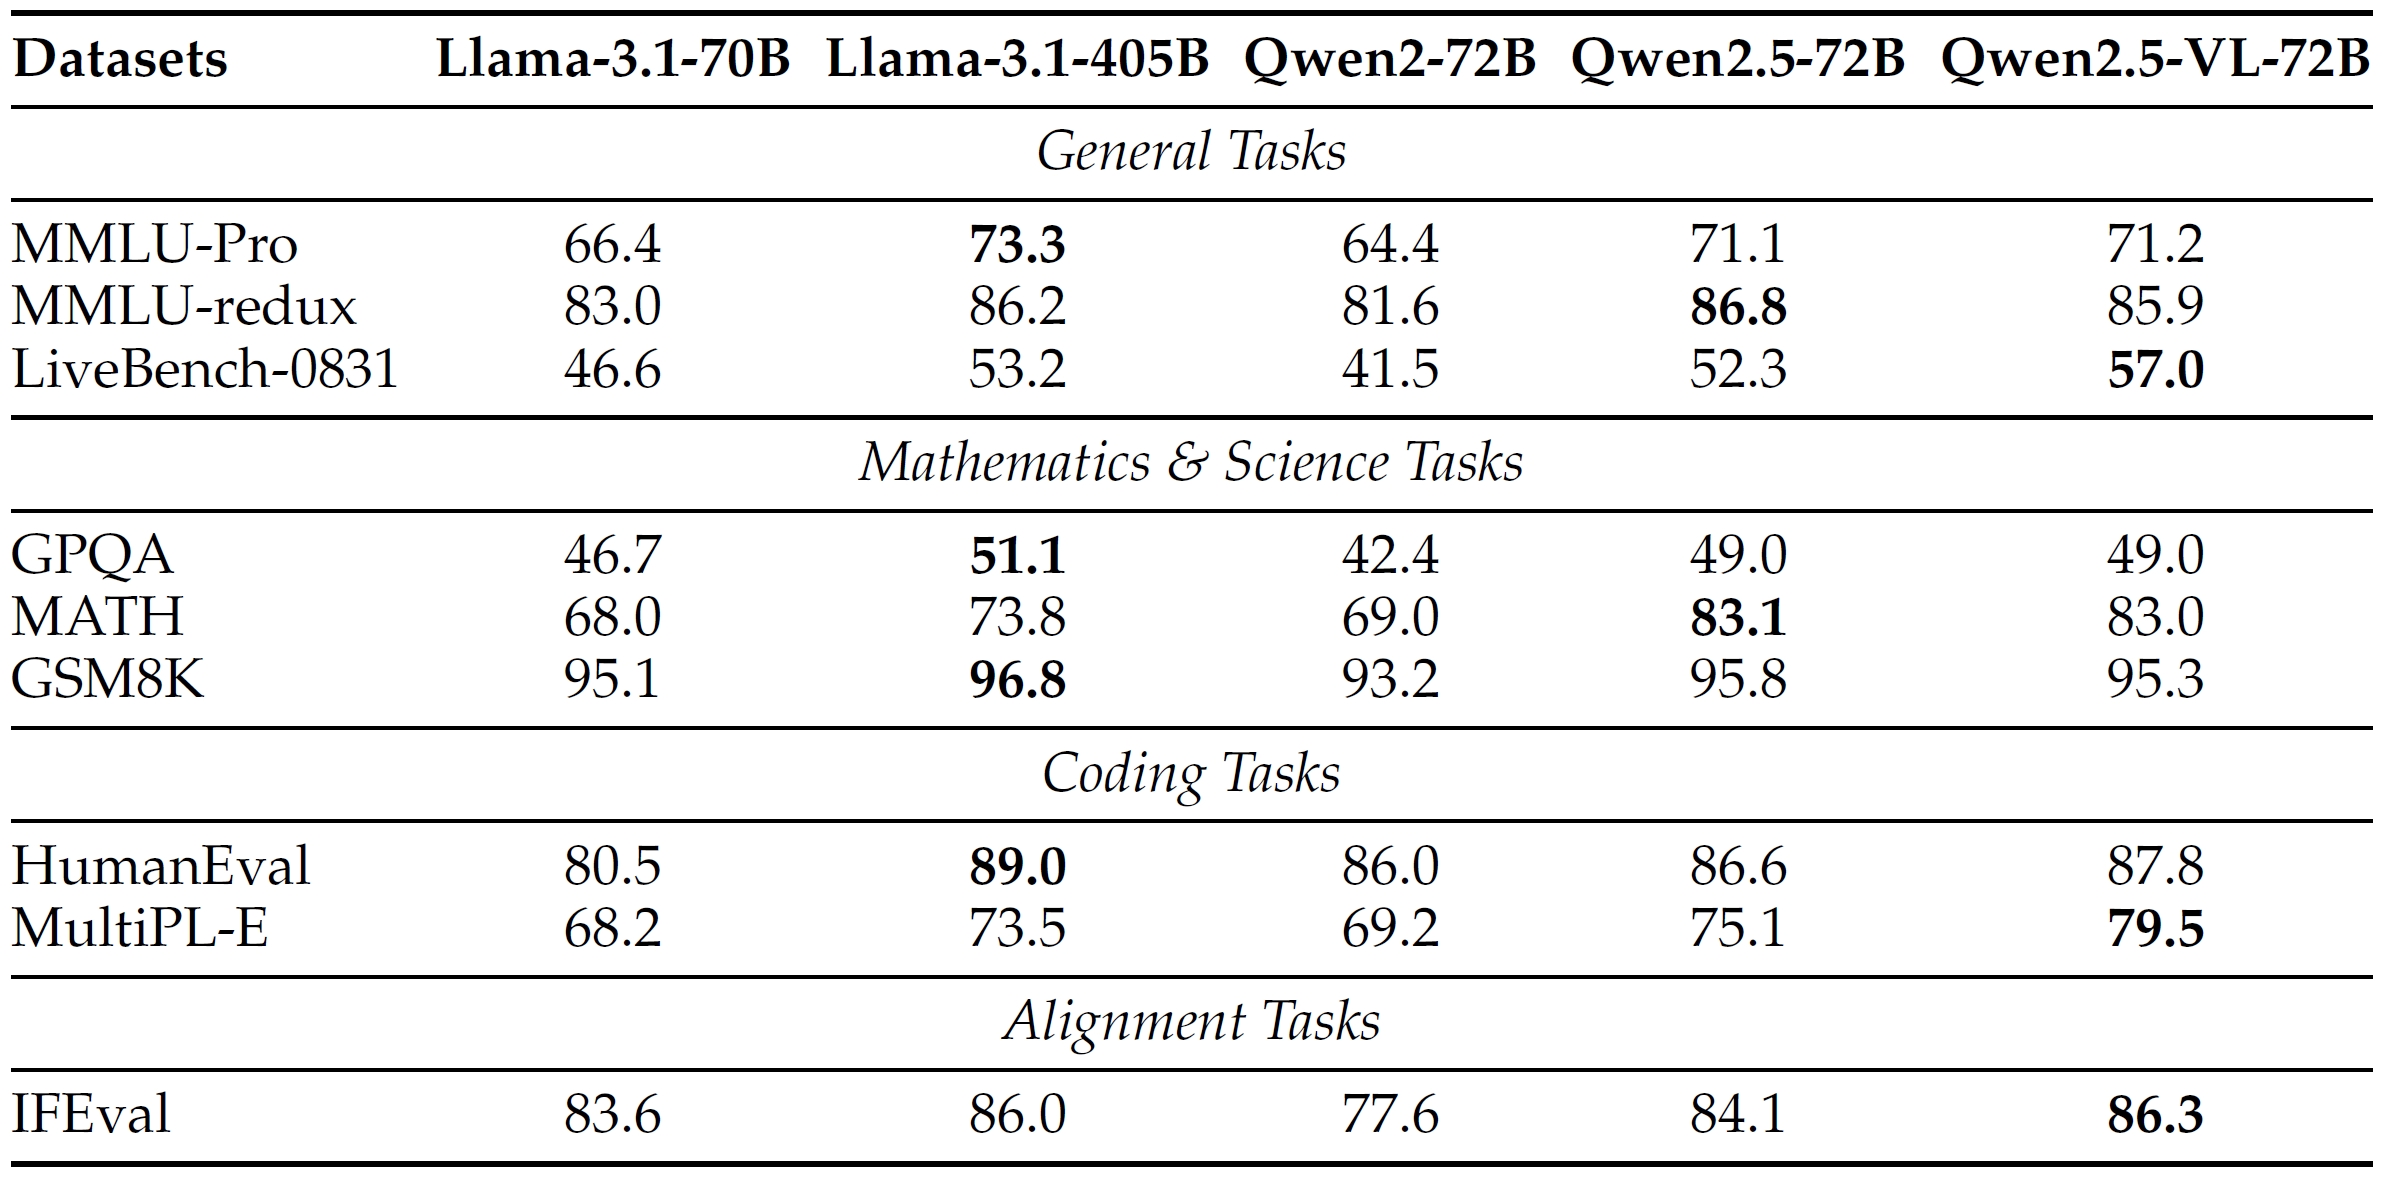 Datasets Llama-3.1-70B Llama-3.1-405B Qwen2-72B Qwen2.5-72B Qwen2.5-VL-72B
General Tasks
MMLU-Pro 66.4 73.3 64.4 71.1 71.2
MMLU-redux 83.0 86.2 81.6 86.8 85.9
LiveBench-0831 46.6 53.2 41.5 52.3 57.0
Mathematics & Science Tasks
GPQA 46.7 51.1 42.4 49.0 49.0
MATH 68.0 73.8 69.0 83.1 83.0
GSM8K 95.1 96.8 93.2 95.8 95.3
Coding Tasks
HumanEval 80.5 89.0 86.0 86.6 87.8
MultiPL-E 68.2 73.5 69.2 75.1 79.5
Alignment Tasks
IFEval 83.6 86.0 77.6 84.1 86.3